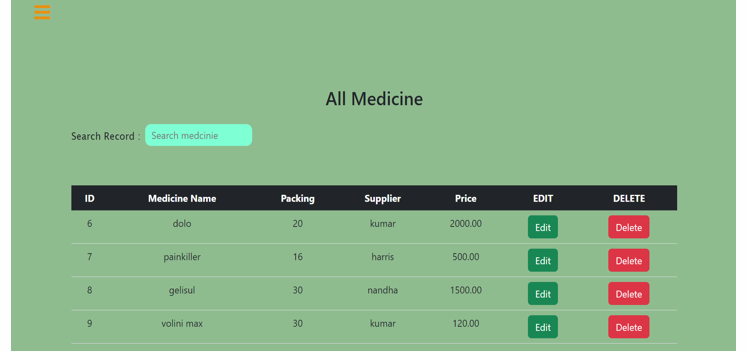 All Medicine
Search Record : Search medcinie
ID Medicine Name Packing Supplier Price EDIT DELETE
6 dolo 20 kumar 2000.00 Edit Delete
7 painkiller 16 harris 500.00 Edit Delete
8 gelisul 30 nandha 1500.00 Edit Delete
9 volini max 30 kumar 120.00 Edit Delete